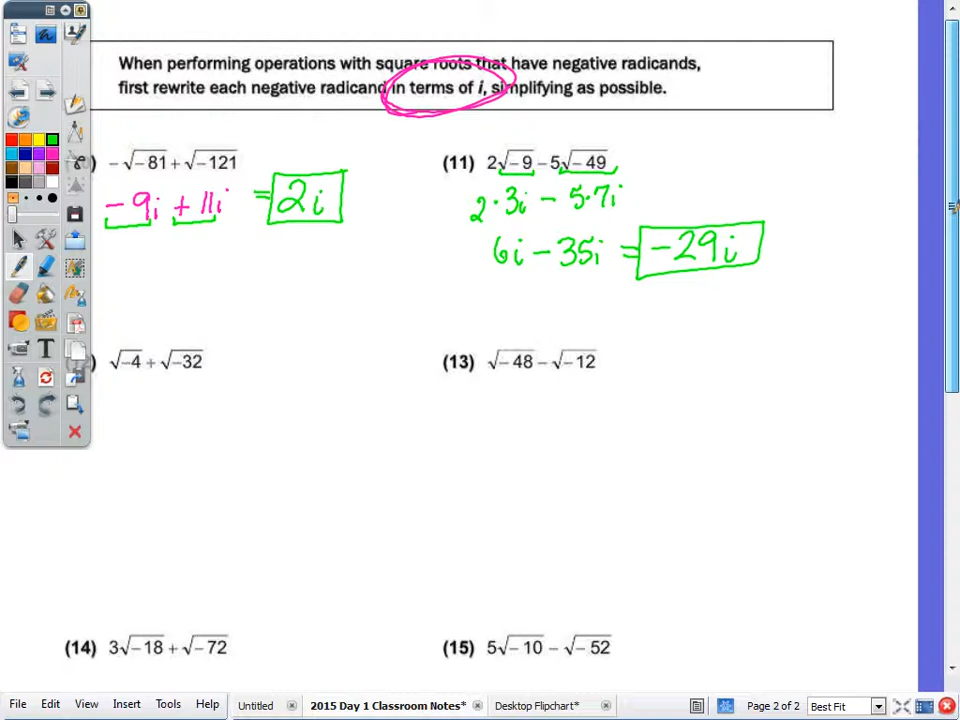 When performing operations with square roots that have negative radicands,
first rewrite each negative radicand in terms of i, simplifying as possible.
) −√−81 + √−121
−9i + 11i = 2i
(11) 2√−9 − 5√−49
2·3i − 5·7i
6i − 35i = −29i
) √−4 + √−32
(13) √−48 − √−12
(14) 3√−18 + √−72
(15) 5√−10 − √−52
T
File Edit View Insert Tools Help Untitled 2015 Day 1 Classroom Notes* Desktop Flipchart* Page 2 of 2 Best Fit